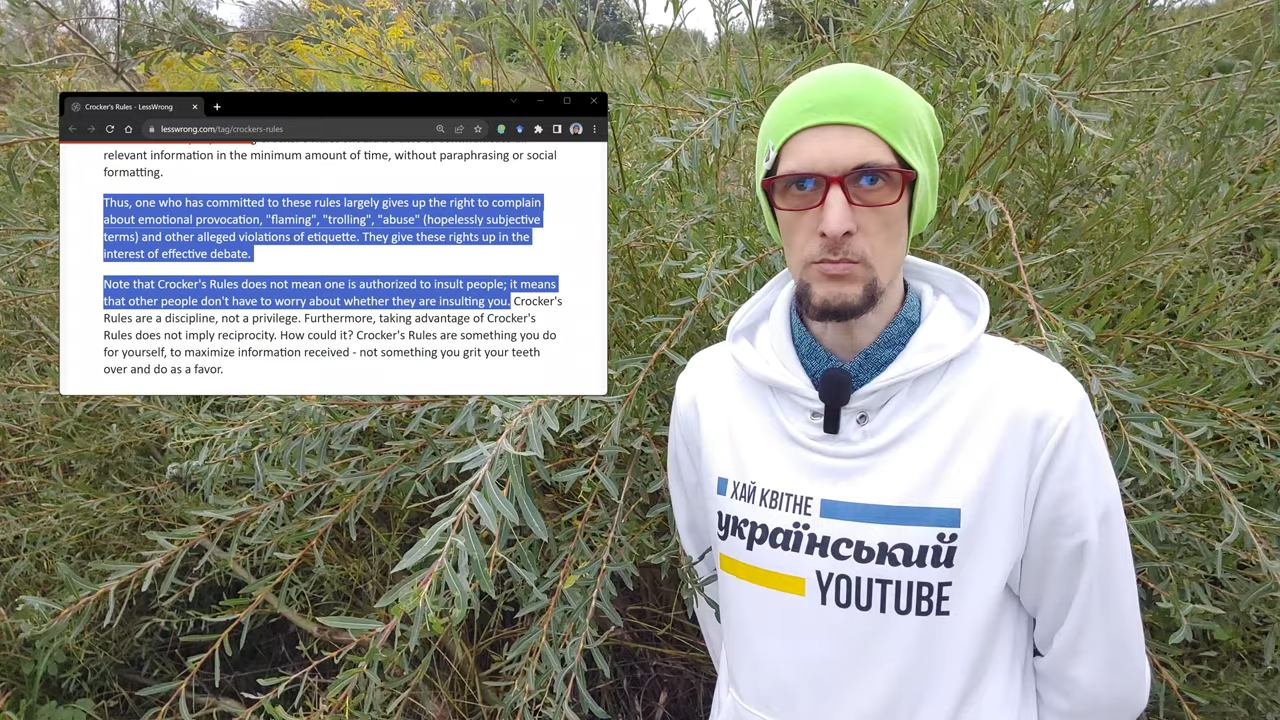 Crocker's Rules - LessWrong
lesswrong.com/tag/crockers-rules
relevant information in the minimum amount of time, without paraphrasing or social
formatting.
Thus, one who has committed to these rules largely gives up the right to complain
about emotional provocation, "flaming", "trolling", "abuse" (hopelessly subjective
terms) and other alleged violations of etiquette. They give these rights up in the
interest of effective debate.
Note that Crocker's Rules does not mean one is authorized to insult people; it means
that other people don't have to worry about whether they are insulting you. Crocker's
Rules are a discipline, not a privilege. Furthermore, taking advantage of Crocker's
Rules does not imply reciprocity. How could it? Crocker's Rules are something you do
for yourself, to maximize information received - not something you grit your teeth
over and do as a favor.
ХАЙ КВІТНЕ
український
YOUTUBE